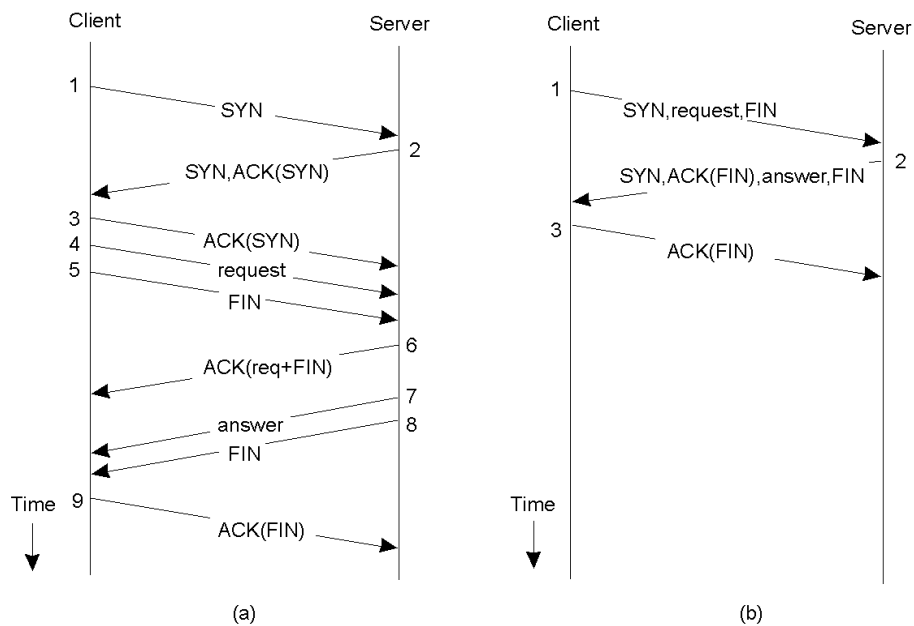 Client Server
1
SYN
2
SYN,ACK(SYN)
3
ACK(SYN)
4
request
5
FIN
6
ACK(req+FIN)
7
answer
8
FIN
9
Time
ACK(FIN)
(a)
Client Server
1
SYN,request,FIN
2
SYN,ACK(FIN),answer,FIN
3
ACK(FIN)
Time
(b)